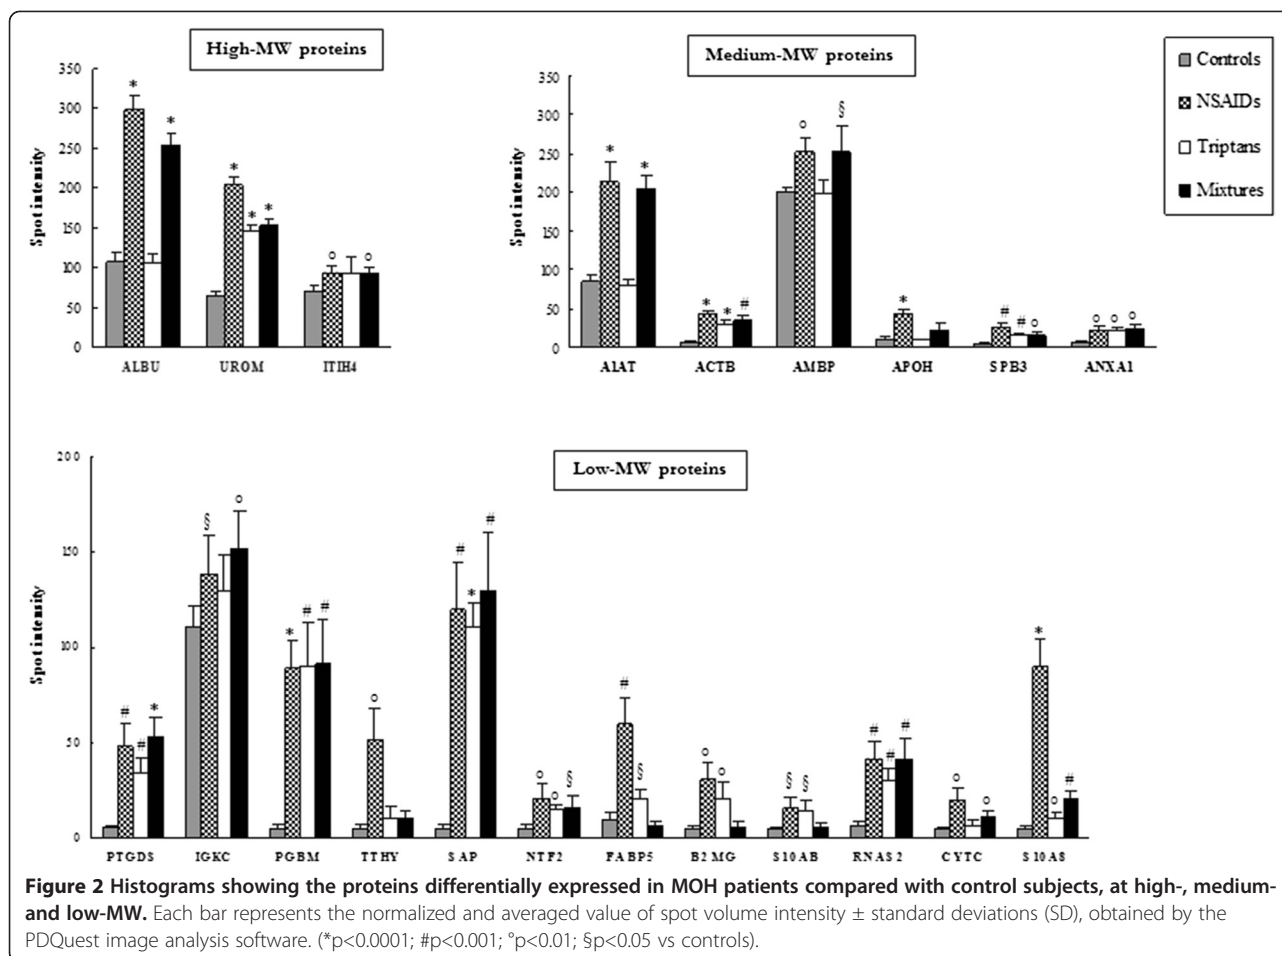 High-MW proteins
Spot intensity
350
300
250
200
150
100
50
0
* * * * * ° °
ALBU UROM ITIH4
Medium-MW proteins
Spot intensity
350
300
250
200
150
100
50
0
* * * * # ° § * # # ° ° ° °
A1AT ACTB AMBP APOH SPB3 ANXA1
Controls
NSAIDs
Triptans
Mixtures
Low-MW proteins
Spot intensity
200
150
100
50
0
# # * § ° * # # ° # * # ° ° § # § ° ° § § # # # ° ° * ° #
PTGDS IGKC PGBM TTHY SAP NTF2 FABP5 B2MG S10AB RNAS2 CYTC S10A8
Figure 2 Histograms showing the proteins differentially expressed in MOH patients compared with control subjects, at high-, medium-
and low-MW. Each bar represents the normalized and averaged value of spot volume intensity ± standard deviations (SD), obtained by the
PDQuest image analysis software. (*p<0.0001; #p<0.001; °p<0.01; §p<0.05 vs controls).